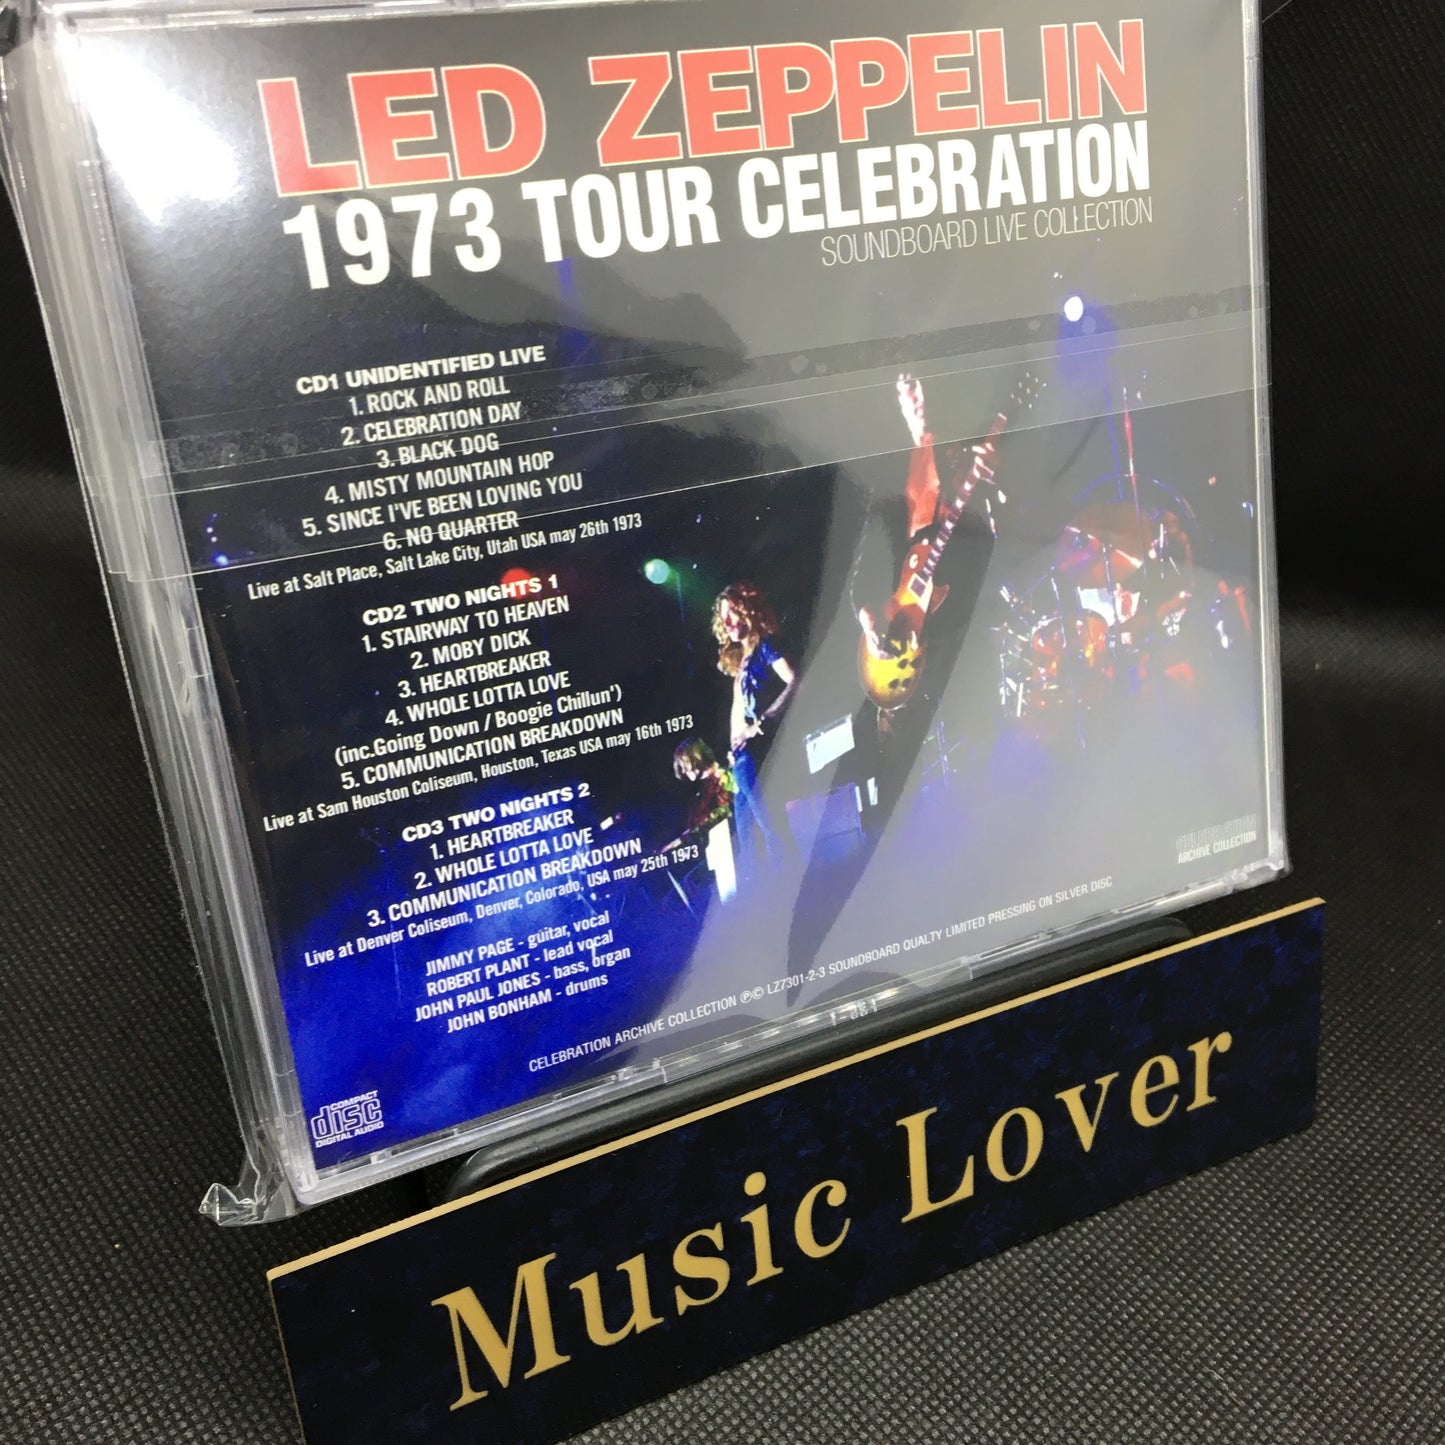 LED ZEPPELIN
1973 TOUR CELEBRATION
SOUNDBOARD LIVE COLLECTION
CD1 UNIDENTIFIED LIVE
1. ROCK AND ROLL
2. CELEBRATION DAY
3. BLACK DOG
4. MISTY MOUNTAIN HOP
5. SINCE I'VE BEEN LOVING YOU
6. NO QUARTER
Live at Salt Place, Salt Lake City, Utah USA may 26th 1973
CD2 TWO NIGHTS 1
1. STAIRWAY TO HEAVEN
2. MOBY DICK
3. HEARTBREAKER
4. WHOLE LOTTA LOVE
(inc.Going Down / Boogie Chillun')
5. COMMUNICATION BREAKDOWN
Live at Sam Houston Coliseum, Houston, Texas USA may 16th 1973
CD3 TWO NIGHTS 2
1. HEARTBREAKER
2. WHOLE LOTTA LOVE
3. COMMUNICATION BREAKDOWN
Live at Denver Coliseum, Denver, Colorado, USA may 25th 1973
JIMMY PAGE - guitar, vocal
ROBERT PLANT - lead vocal
JOHN PAUL JONES - bass, organ
JOHN BONHAM - drums
CELEBRATION
ARCHIVE COLLECTION
CELEBRATION ARCHIVE COLLECTION ℗© LZ7301-2-3 SOUNDBOARD QUALTY LIMITED PRESSING ON SILVER DISC
COMPACT
disc
DIGITAL AUDIO
Music Lover